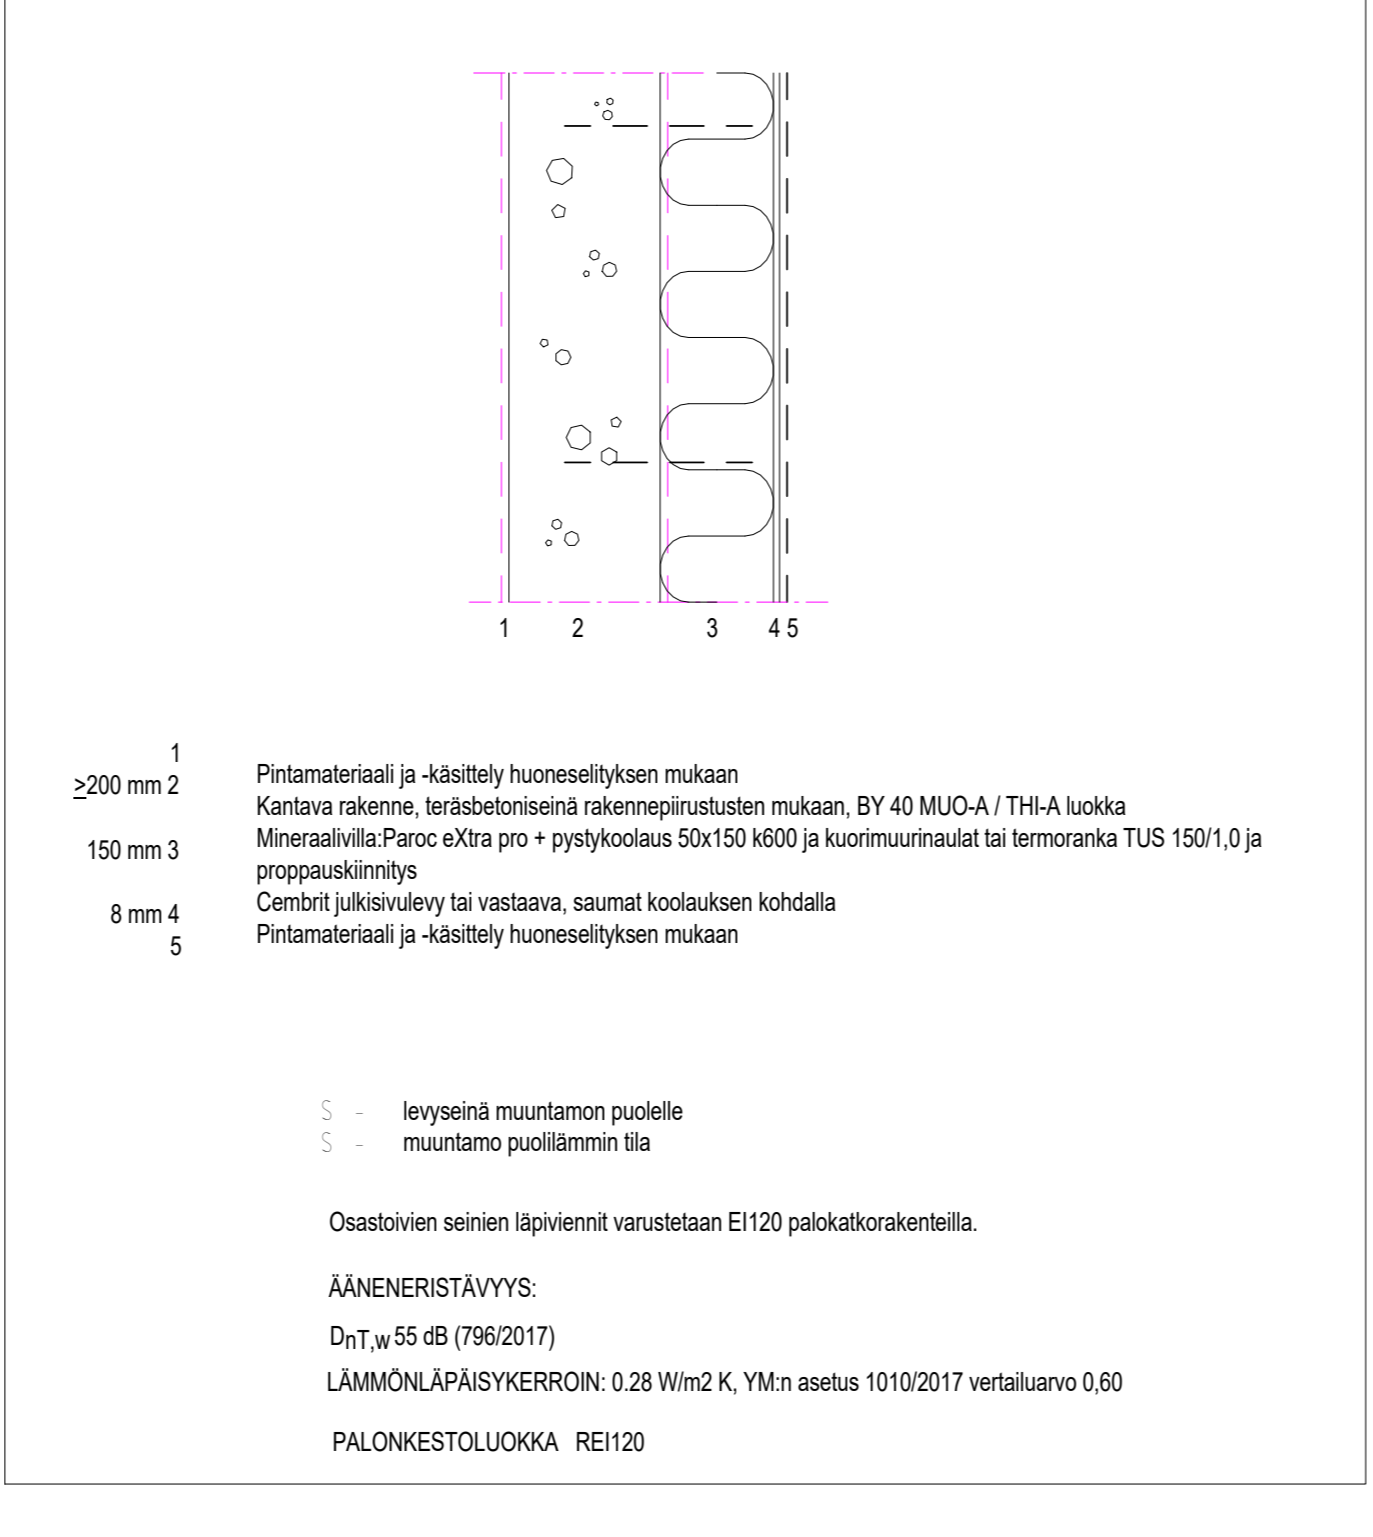 1 2 3 4 5
1
Pintamateriaali ja -käsittely huoneselityksen mukaan
≥200 mm 2
Kantava rakenne, teräsbetoniseinä rakennepiirustusten mukaan, BY 40 MUO-A / THI-A luokka
150 mm 3
Mineraalivilla:Paroc eXtra pro + pystykoolaus 50x150 k600 ja kuorimuurinaulat tai termoranka TUS 150/1,0 ja
proppauskiinnitys
8 mm 4
Cembrit julkisivulevy tai vastaava, saumat koolauksen kohdalla
5
Pintamateriaali ja -käsittely huoneselityksen mukaan
S - levyseinä muuntamon puolelle
S - muuntamo puolilämmin tila
Osastoivien seinien läpiviennit varustetaan EI120 palokatkorakenteilla.
ÄÄNENERISTÄVYYS:
DnT,w 55 dB (796/2017)
LÄMMÖNLÄPÄISYKERROIN: 0.28 W/m2 K, YM:n asetus 1010/2017 vertailuarvo 0,60
PALONKESTOLUOKKA REI120